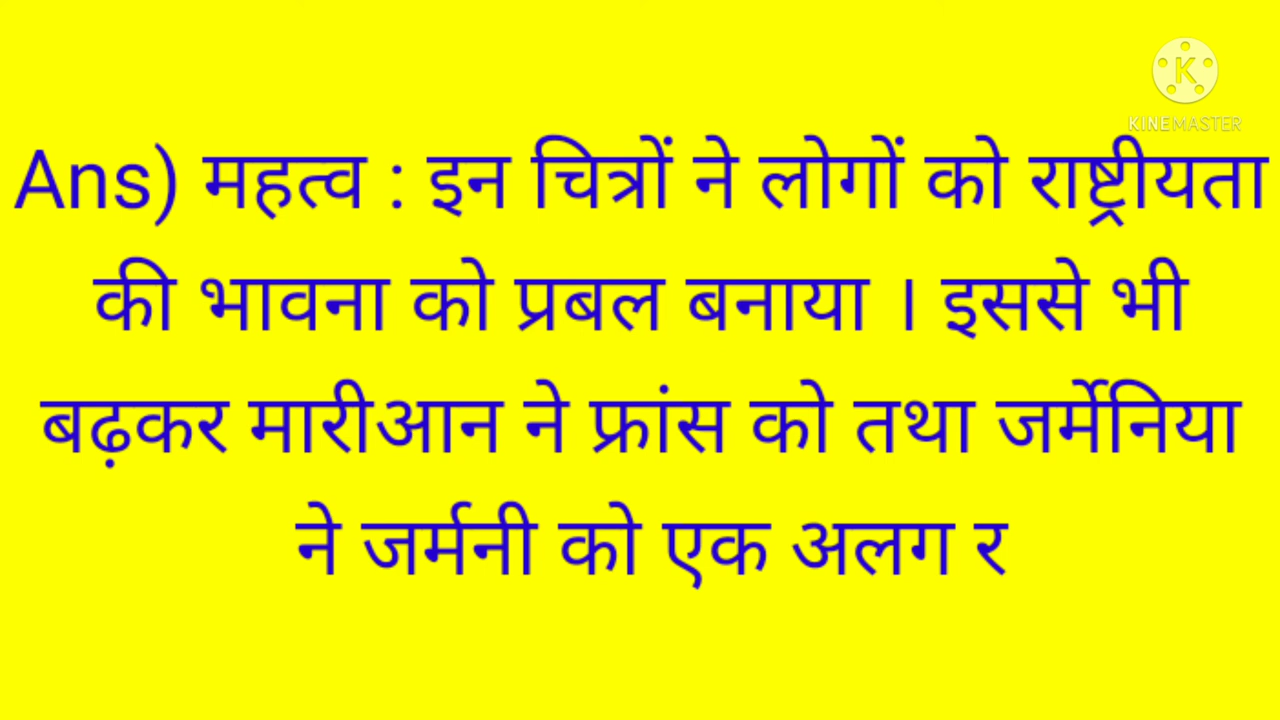 KINEMASTER
Ans) महत्व : इन चित्रों ने लोगों को राष्ट्रीयता
की भावना को प्रबल बनाया । इससे भी
बढ़कर मारीआन ने फ्रांस को तथा जर्मेनिया
ने जर्मनी को एक अलग र